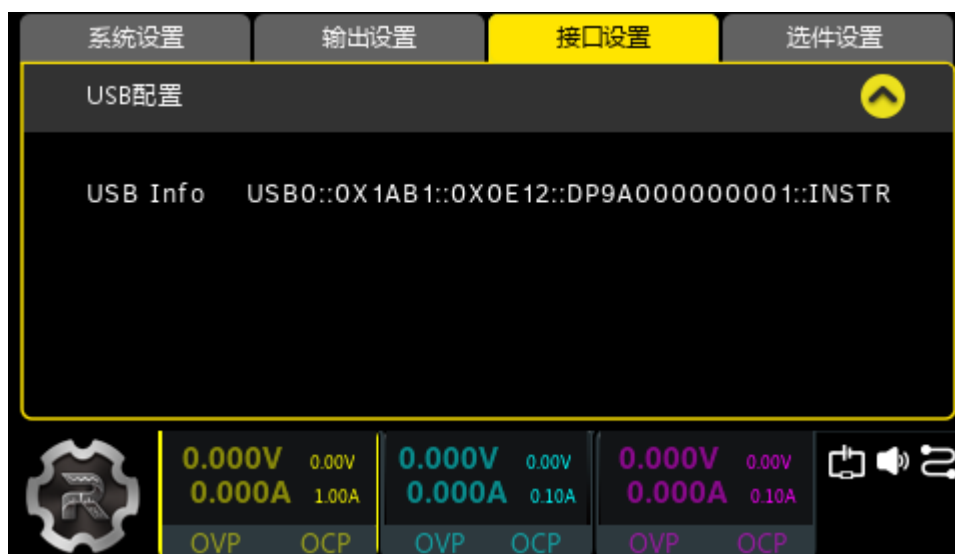 系统设置 输出设置 接口设置 选件设置
USB配置
USB Info USB0::0X1AB1::0X0E12::DP9A000000001::INSTR
0.000V 0.00V 0.000V 0.00V 0.000V 0.00V
0.000A 1.00A 0.000A 0.10A 0.000A 0.10A
OVP OCP OVP OCP OVP OCP